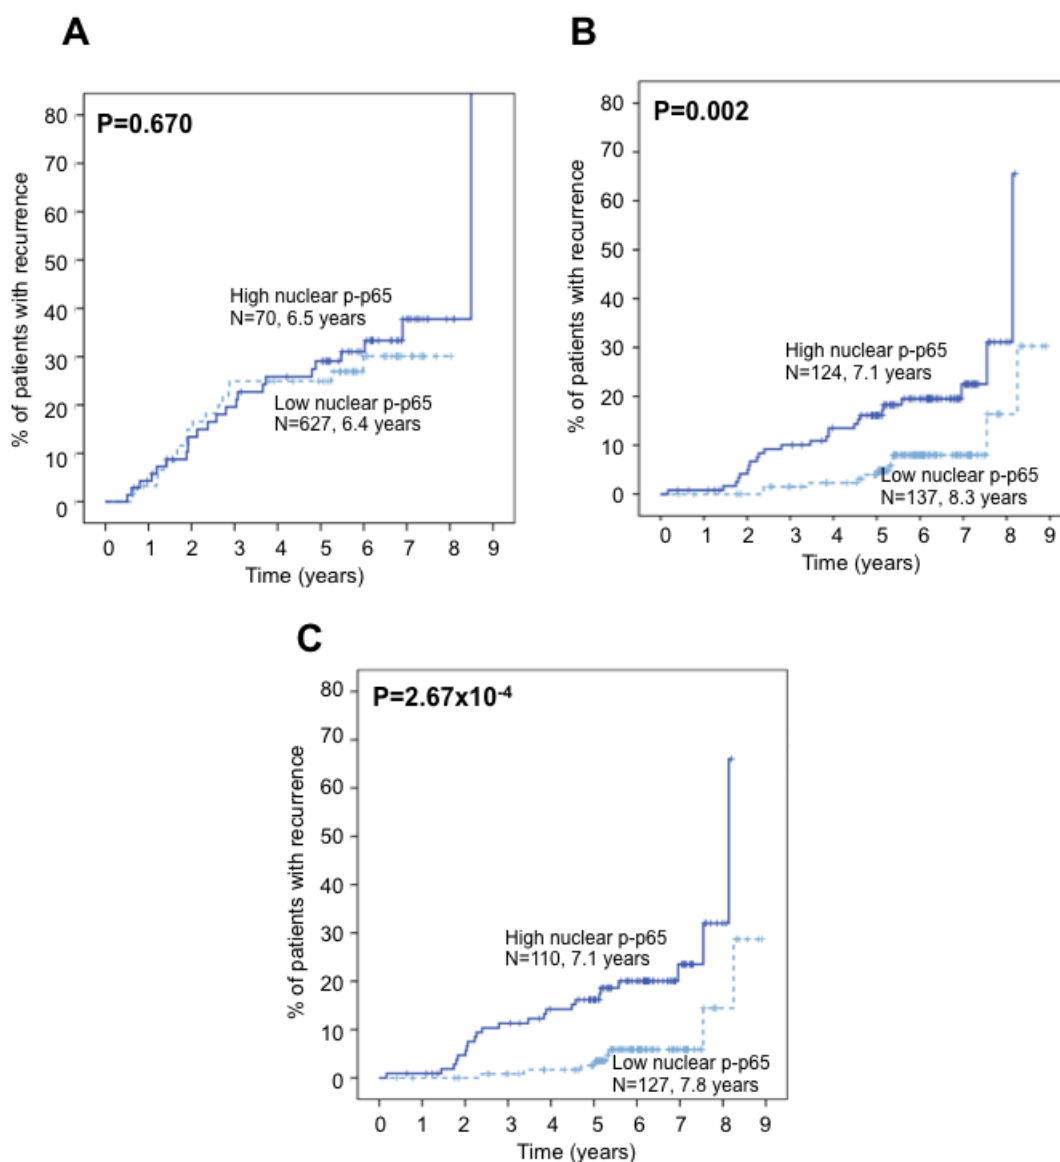 A
P=0.670
% of patients with recurrence
80
70
60
50
40
30
20
10
0
High nuclear p-p65
N=70, 6.5 years
Low nuclear p-p65
N=627, 6.4 years
0 1 2 3 4 5 6 7 8 9
Time (years)
B
P=0.002
% of patients with recurrence
80
70
60
50
40
30
20
10
0
High nuclear p-p65
N=124, 7.1 years
Low nuclear p-p65
N=137, 8.3 years
0 1 2 3 4 5 6 7 8 9
Time (years)
C
P=2.67x10⁻⁴
% of patients with recurrence
80
70
60
50
40
30
20
10
0
High nuclear p-p65
N=110, 7.1 years
Low nuclear p-p65
N=127, 7.8 years
0 1 2 3 4 5 6 7 8 9
Time (years)